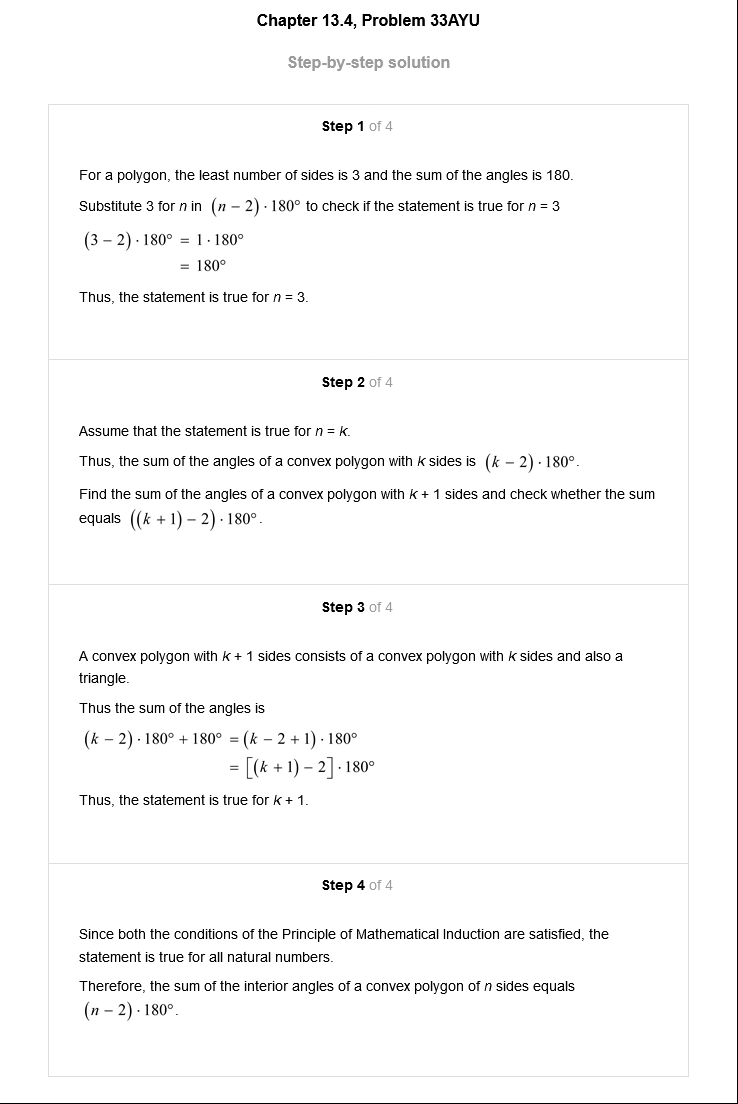 Chapter 13.4, Problem 33AYU
Step-by-step solution
Step 1 of 4
For a polygon, the least number of sides is 3 and the sum of the angles is 180.
Substitute 3 for n in (n − 2) · 180° to check if the statement is true for n = 3
(3 − 2) · 180° = 1 · 180°
= 180°
Thus, the statement is true for n = 3.
Step 2 of 4
Assume that the statement is true for n = k.
Thus, the sum of the angles of a convex polygon with k sides is (k − 2) · 180°.
Find the sum of the angles of a convex polygon with k + 1 sides and check whether the sum
equals ((k + 1) − 2) · 180°.
Step 3 of 4
A convex polygon with k + 1 sides consists of a convex polygon with k sides and also a
triangle.
Thus the sum of the angles is
(k − 2) · 180° + 180° = (k − 2 + 1) · 180°
= [(k + 1) − 2] · 180°
Thus, the statement is true for k + 1.
Step 4 of 4
Since both the conditions of the Principle of Mathematical Induction are satisfied, the
statement is true for all natural numbers.
Therefore, the sum of the interior angles of a convex polygon of n sides equals
(n − 2) · 180°.